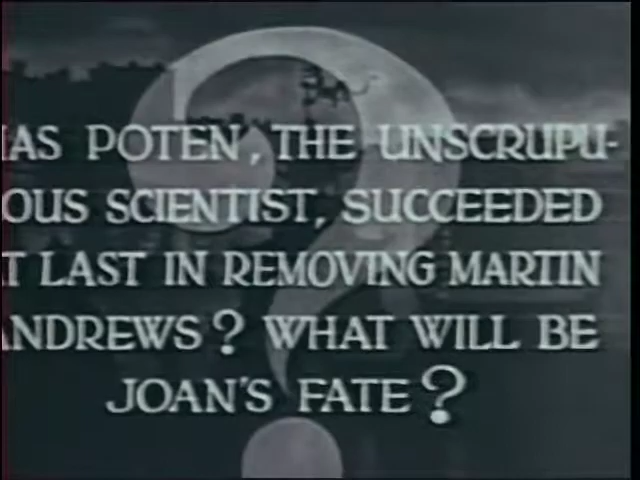 AS POTEN, THE UNSCRUPU-
OUS SCIENTIST, SUCCEEDED
T LAST IN REMOVING MARTIN
NDREWS? WHAT WILL BE
JOAN'S FATE?